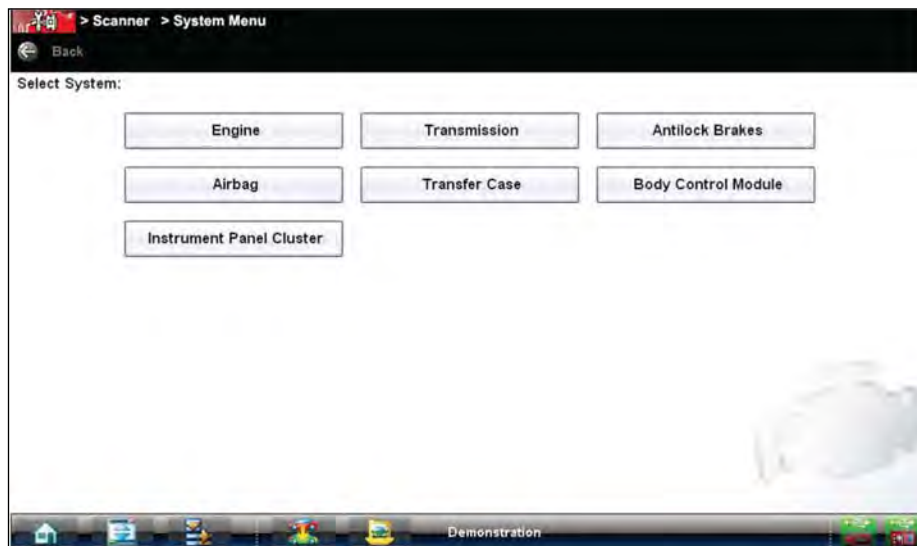 > Scanner > System Menu
Back
Select System:
Engine Transmission Antilock Brakes
Airbag Transfer Case Body Control Module
Instrument Panel Cluster
Demonstration